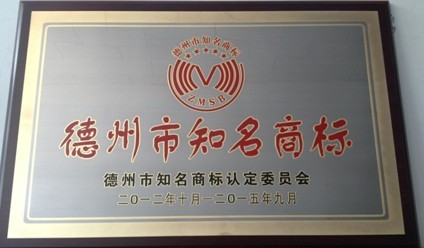 德州市知名商标
ZMSB
德州市知名商标
德州市知名商标认定委员会
二〇一二年十月一二〇一五年九月